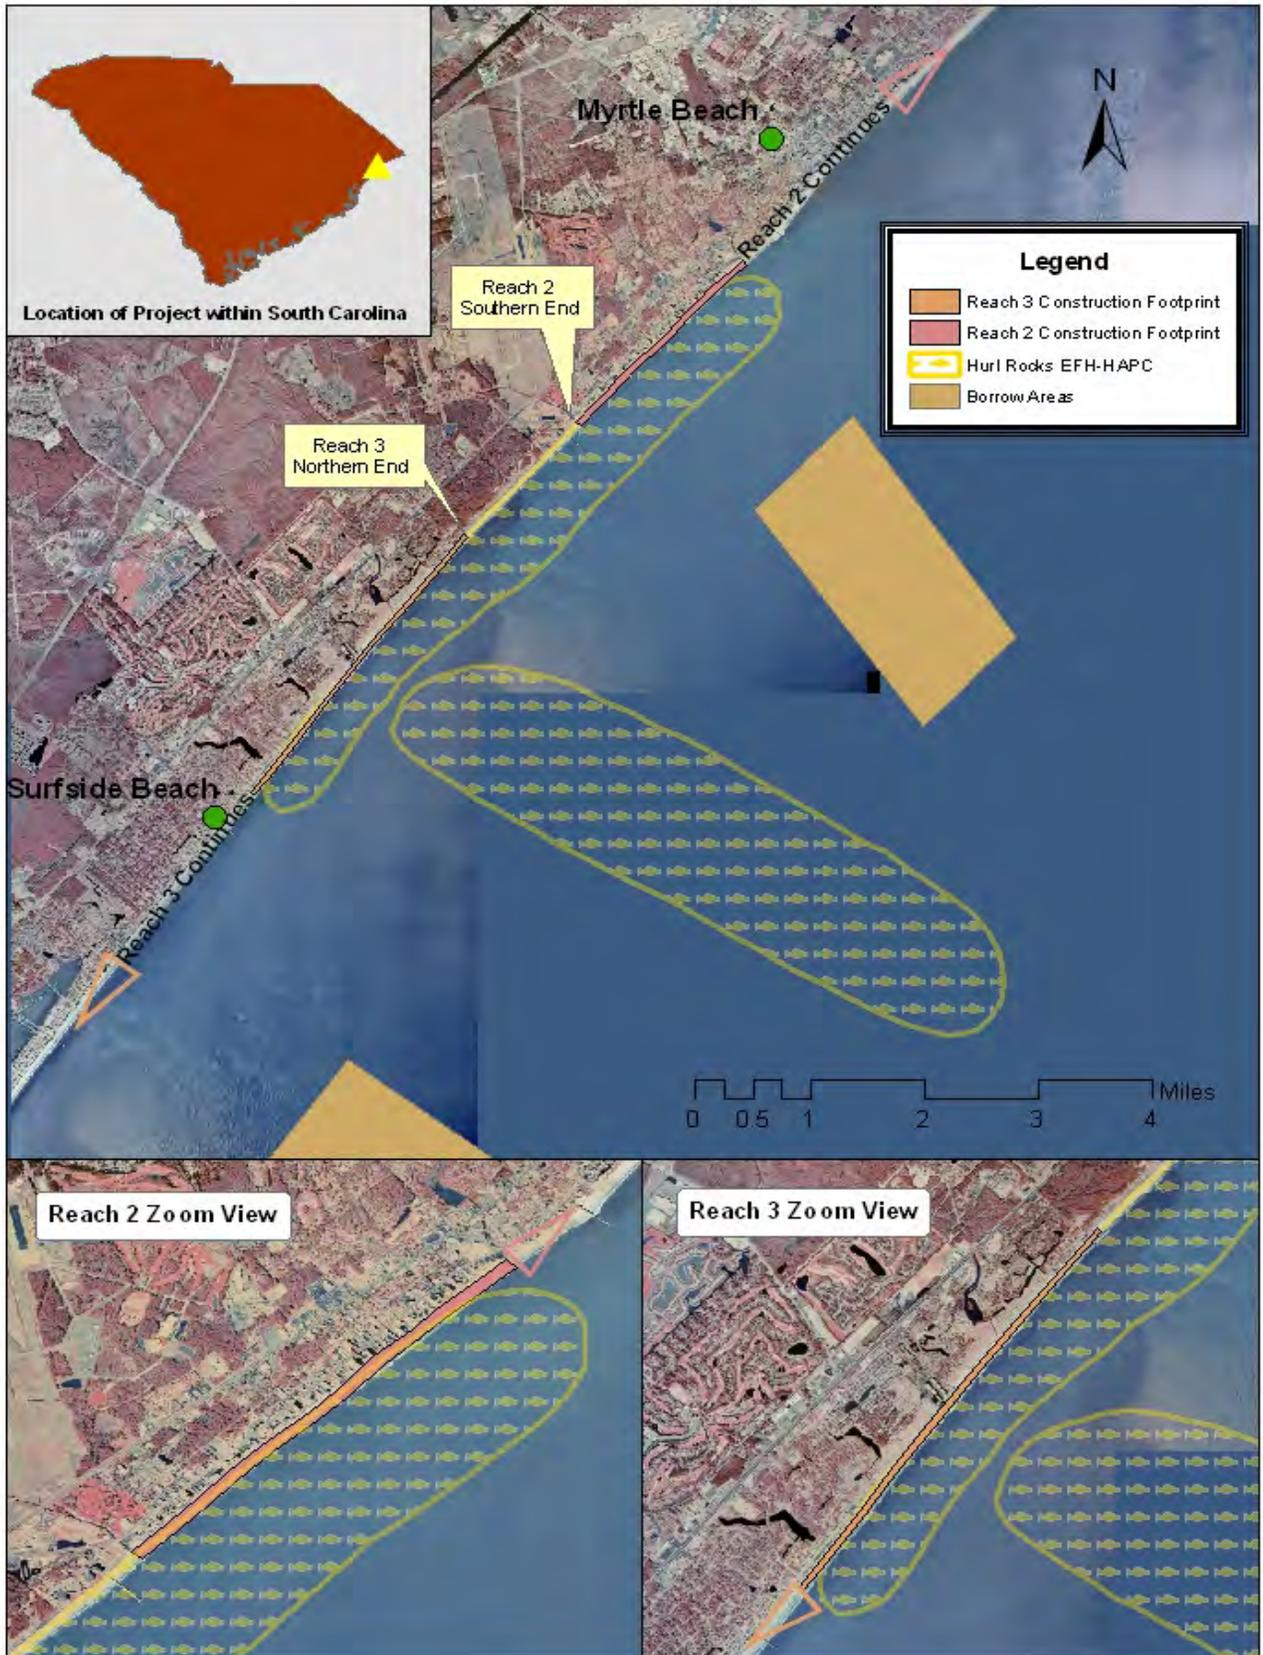 Location of Project within South Carolina
Myrtle Beach
N
Reach 2 Continues
Legend
Reach 3 Construction Footprint
Reach 2 Construction Footprint
Hurl Rocks EFH-HAPC
Borrow Areas
Reach 2
Southern End
Reach 3
Northern End
Surfside Beach
Reach 3 Continues
Miles
0 0.5 1 2 3 4
Reach 2 Zoom View
Reach 3 Zoom View